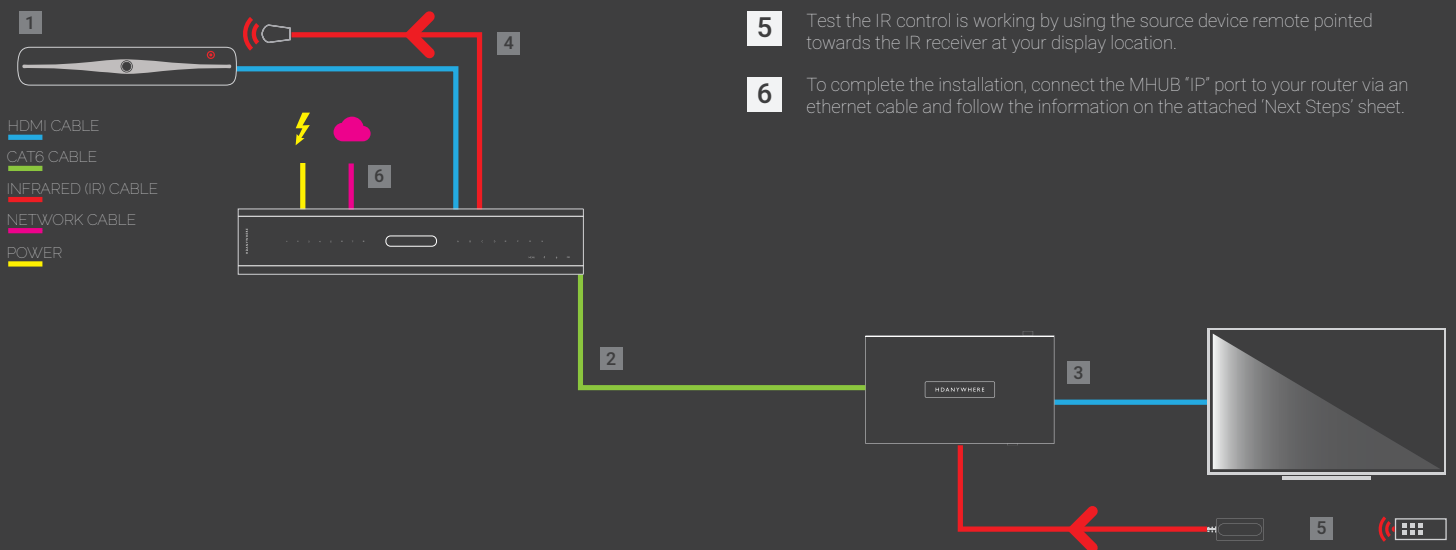 1
4
HDMI CABLE
CAT6 CABLE
INFRARED (IR) CABLE
NETWORK CABLE
POWER
6
2
HDANYWHERE
3
5
5
Test the IR control is working by using the source device remote pointed
towards the IR receiver at your display location.
6
To complete the installation, connect the MHUB “IP” port to your router via an
ethernet cable and follow the information on the attached ‘Next Steps’ sheet.